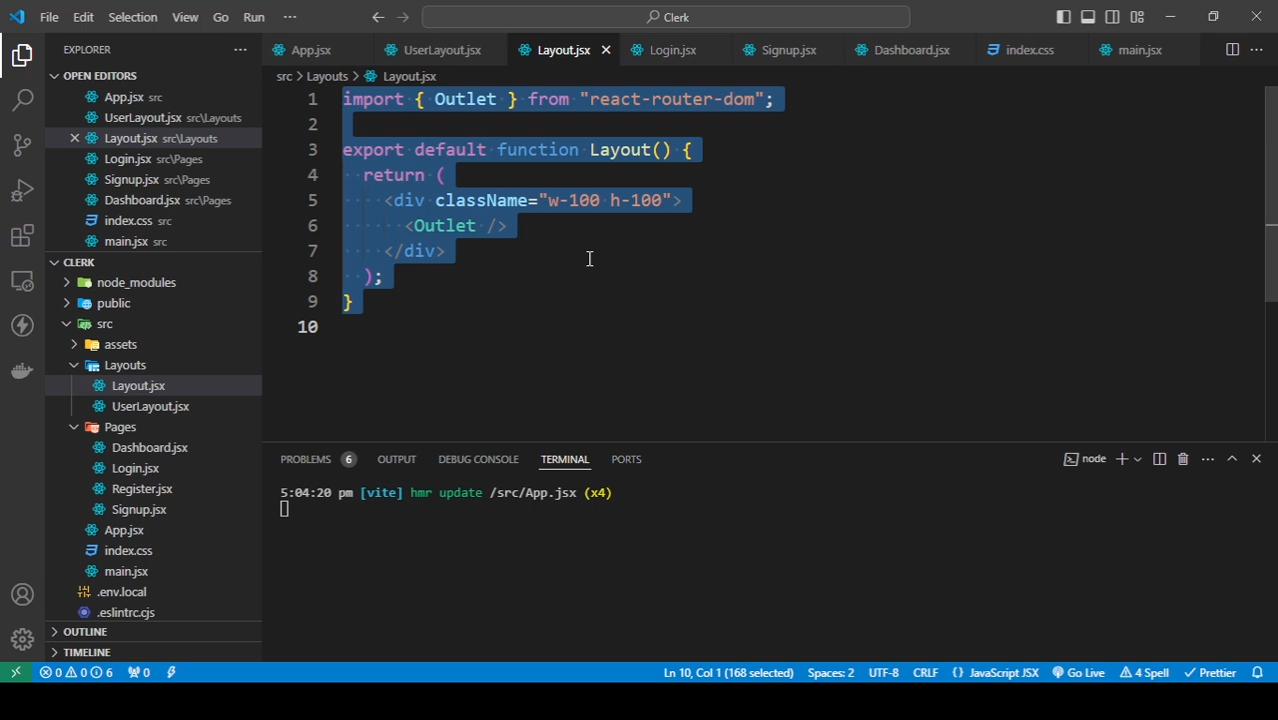 File Edit Selection View Go Run ··· Clerk
EXPLORER ···
App.jsx UserLayout.jsx Layout.jsx Login.jsx Signup.jsx Dashboard.jsx index.css main.jsx
OPEN EDITORS
App.jsx src
UserLayout.jsx src\Layouts
Layout.jsx src\Layouts
Login.jsx src\Pages
Signup.jsx src\Pages
Dashboard.jsx src\Pages
index.css src
main.jsx src
CLERK
node_modules
public
src
assets
Layouts
Layout.jsx
UserLayout.jsx
Pages
Dashboard.jsx
Login.jsx
Register.jsx
Signup.jsx
App.jsx
index.css
main.jsx
.env.local
.eslintrc.cjs
OUTLINE
TIMELINE
src > Layouts > Layout.jsx
1 import { Outlet } from "react-router-dom";
2
3 export default function Layout() {
4 return (
5 <div className="w-100 h-100">
6 <Outlet />
7 </div>
8 );
9 }
10
PROBLEMS 6 OUTPUT DEBUG CONSOLE TERMINAL PORTS node
5:04:20 pm [vite] hmr update /src/App.jsx (x4)
0 0 6 0 Ln 10, Col 1 (168 selected) Spaces: 2 UTF-8 CRLF {} JavaScript JSX Go Live 4 Spell Prettier